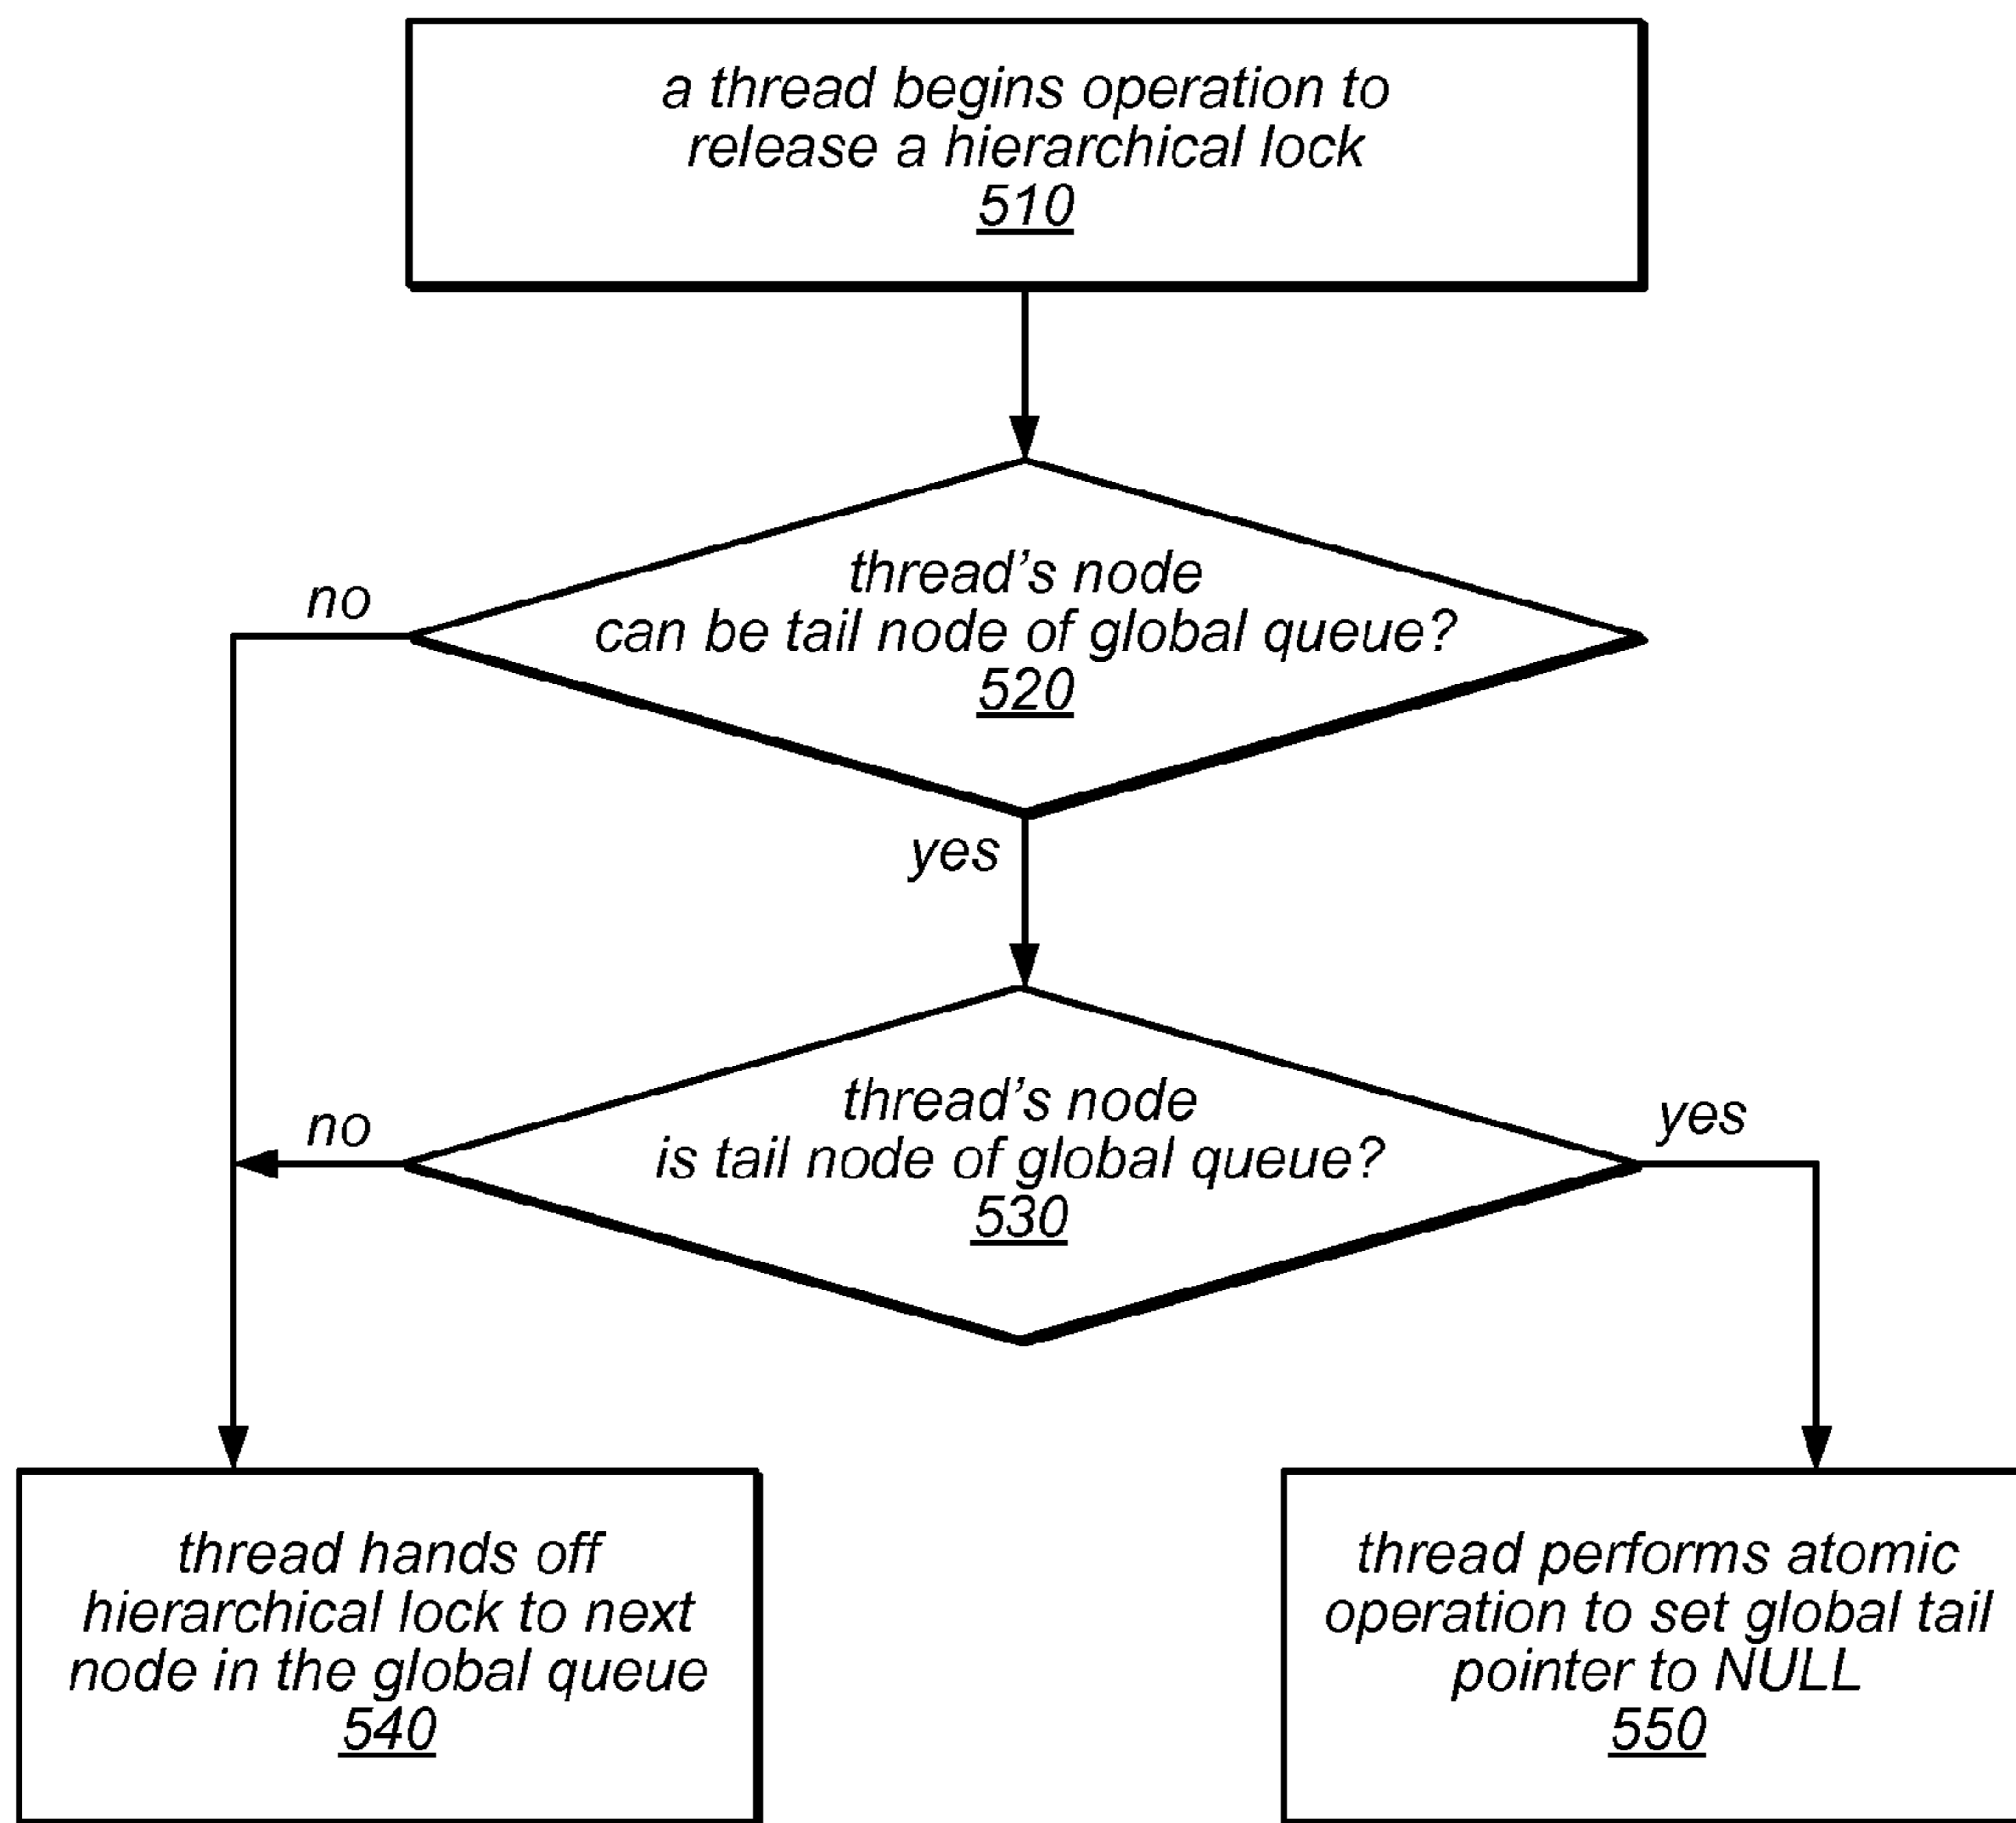 a thread begins operation to
release a hierarchical lock
510
thread's node
can be tail node of global queue?
520
no
yes
thread's node
is tail node of global queue?
530
no
yes
thread hands off
hierarchical lock to next
node in the global queue
540
thread performs atomic
operation to set global tail
pointer to NULL
550